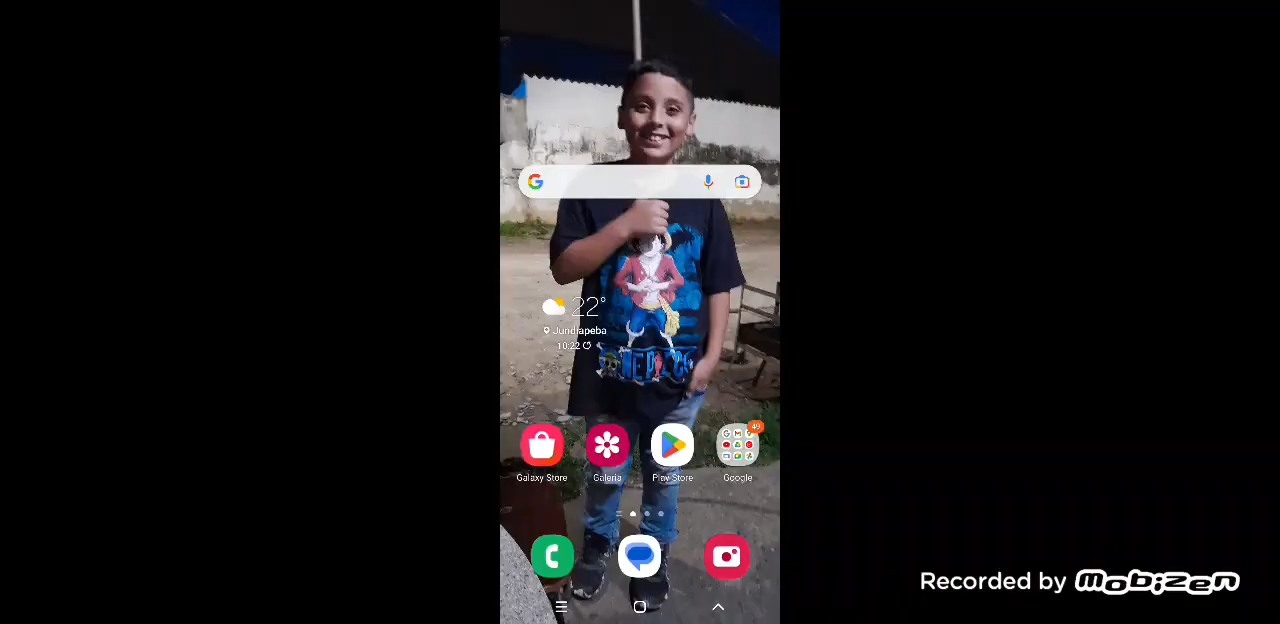 22°
Jundiapeba
10:22
ONE PIECE
49
Galaxy Store
Galeria
Play Store
Google
Recorded by mobizen